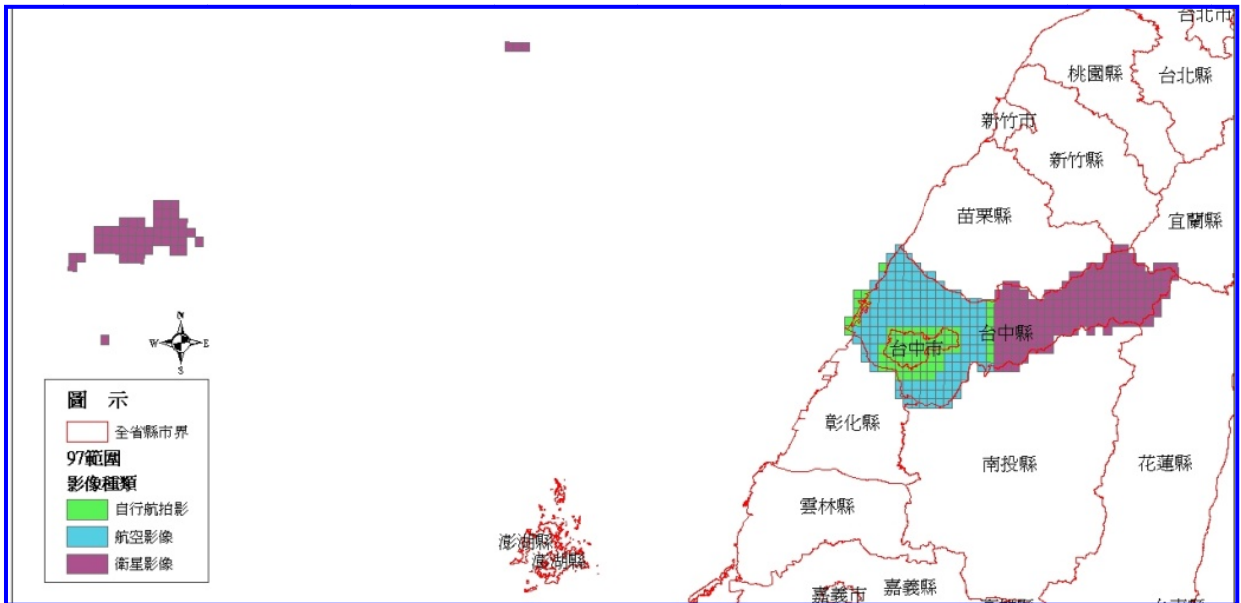 台北市
桃園縣
台北縣
新竹市
新竹縣
苗栗縣
宜蘭縣
台中縣
台中市
N
W
E
S
圖 示
全省縣市界
97範圍
影像種類
自行航拍影
航空影像
衛星影像
彰化縣
南投縣
花蓮縣
雲林縣
澎湖縣
澎湖縣
嘉義市
嘉義縣